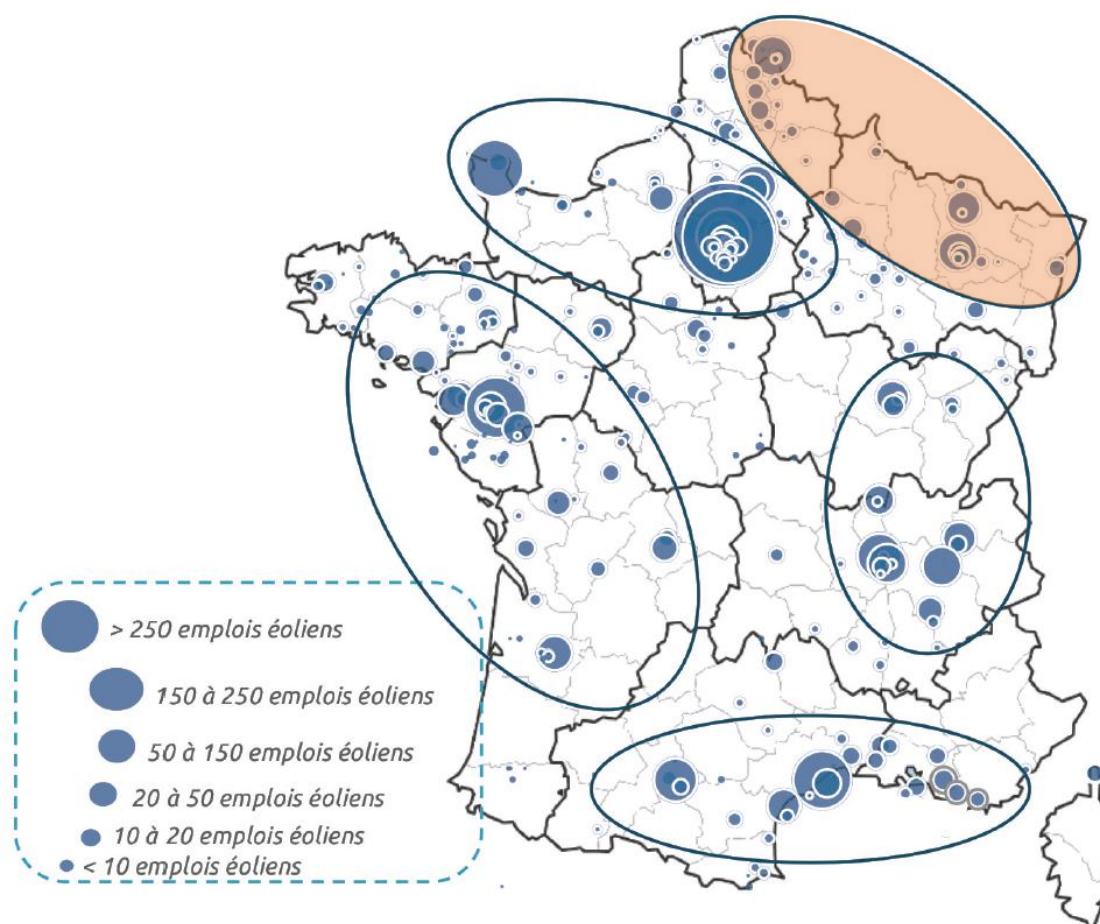 > 250 emplois éoliens
150 à 250 emplois éoliens
50 à 150 emplois éoliens
20 à 50 emplois éoliens
10 à 20 emplois éoliens
< 10 emplois éoliens